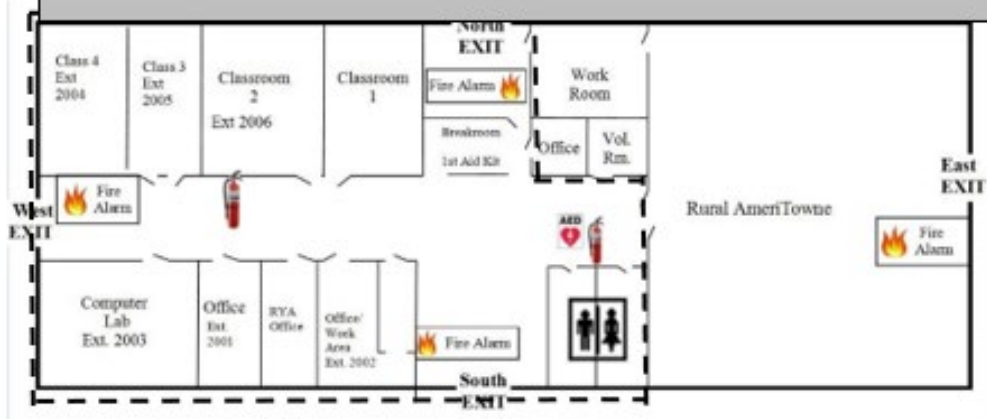 North
EXIT
Class 4
Ext
2004
Class 3
Ext
2005
Classroom
2
Ext 2006
Classroom
1
Fire Alarm
Work
Room
Breakroom
1st Aid Kit
Office
Vol.
Rm.
East
EXIT
Fire
Alarm
West
EXIT
AED
Rural AmeriTowne
Fire
Alarm
Computer
Lab
Ext. 2003
Office
Ext.
2001
RYA
Office
Office/
Work
Area
Ext. 2002
Fire Alarm
South
EXIT